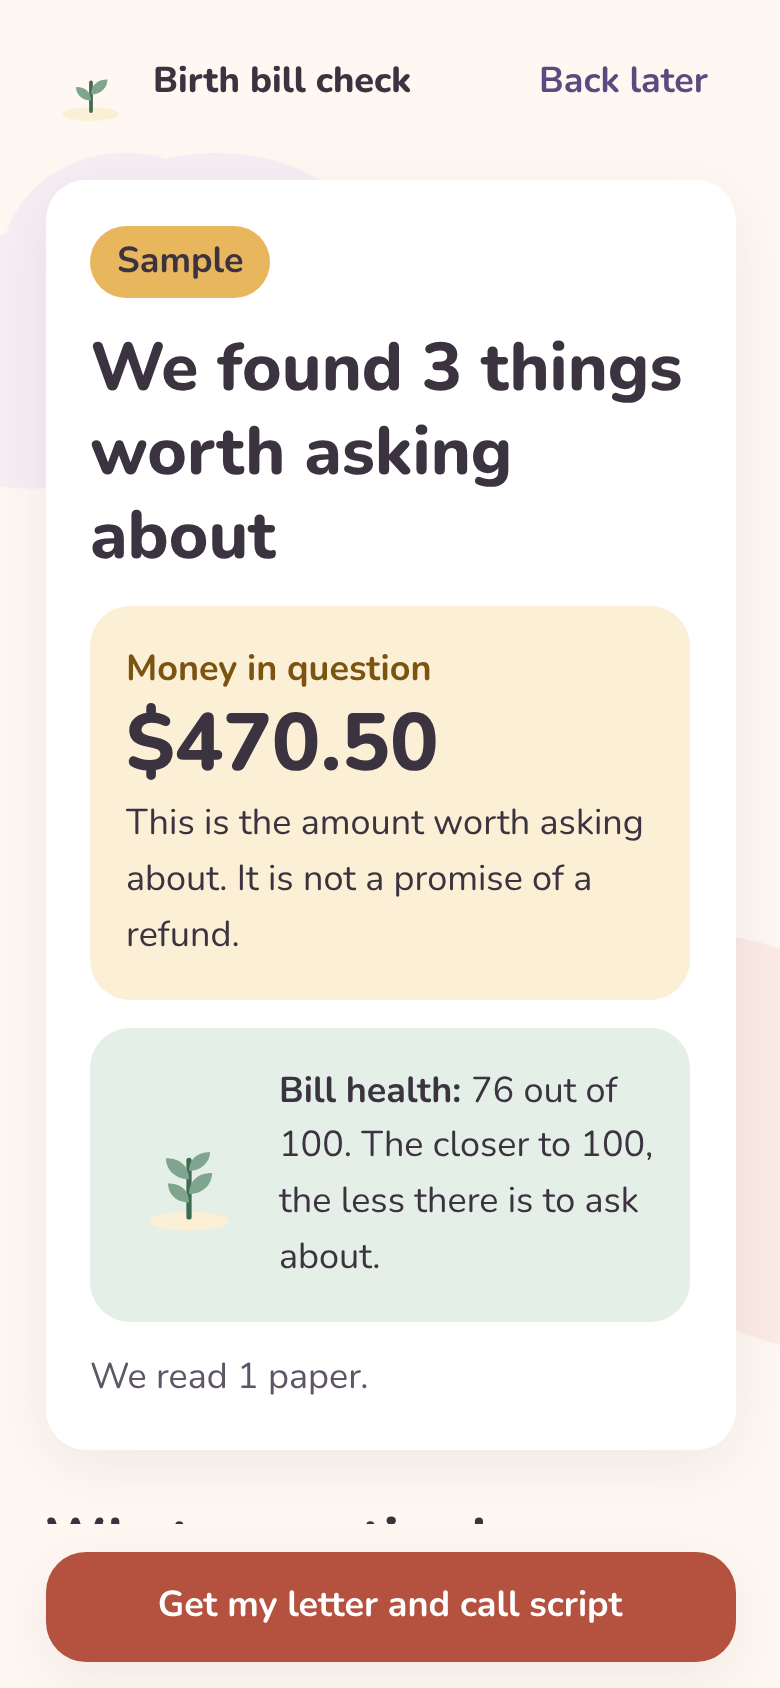 Birth bill check
Back later
Sample
We found 3 things
worth asking
about
Money in question
$470.50
This is the amount worth asking
about. It is not a promise of a
refund.
Bill health: 76 out of
100. The closer to 100,
the less there is to ask
about.
We read 1 paper.
Get my letter and call script